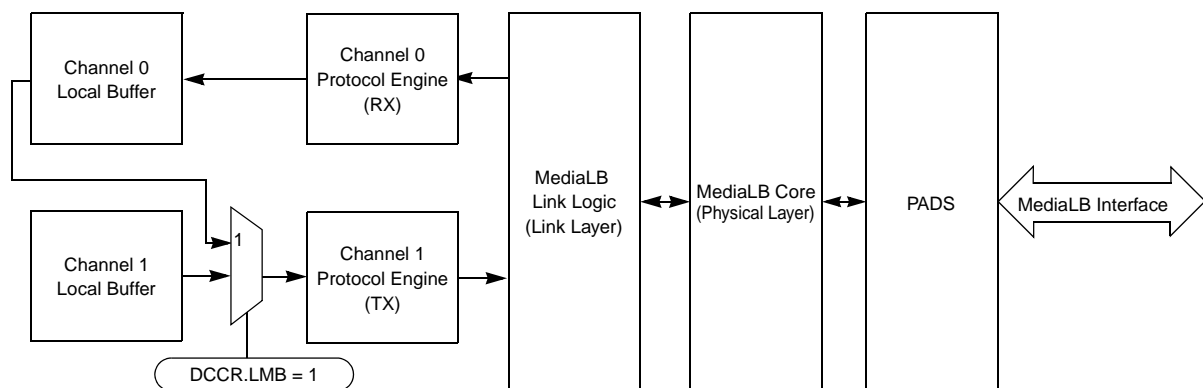 Channel 0
Local Buffer
Channel 0
Protocol Engine
(RX)
MediaLB
Link Logic
(Link Layer)
MediaLB Core
(Physical Layer)
PADS
MediaLB Interface
1
Channel 1
Local Buffer
Channel 1
Protocol Engine
(TX)
DCCR.LMB = 1